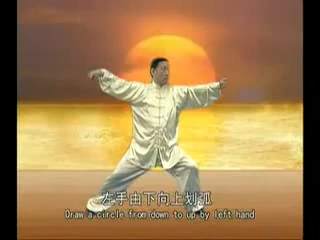 左手由下向上划弧
Draw a circle from down to up by left hand